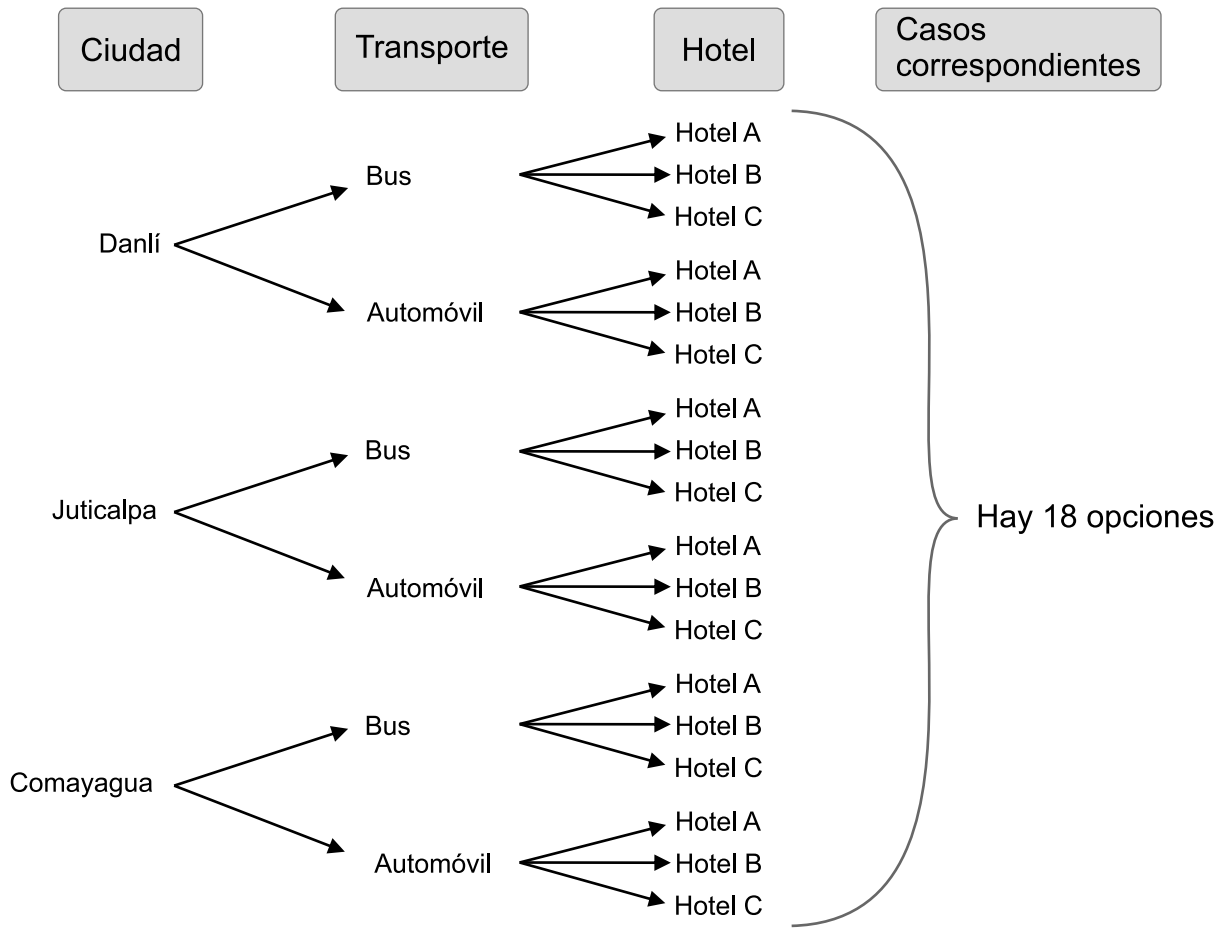 Ciudad
Transporte
Hotel
Casos
correspondientes
Danlí
Bus
Hotel A
Hotel B
Hotel C
Automóvil
Hotel A
Hotel B
Hotel C
Juticalpa
Bus
Hotel A
Hotel B
Hotel C
Automóvil
Hotel A
Hotel B
Hotel C
Comayagua
Bus
Hotel A
Hotel B
Hotel C
Automóvil
Hotel A
Hotel B
Hotel C
Hay 18 opciones